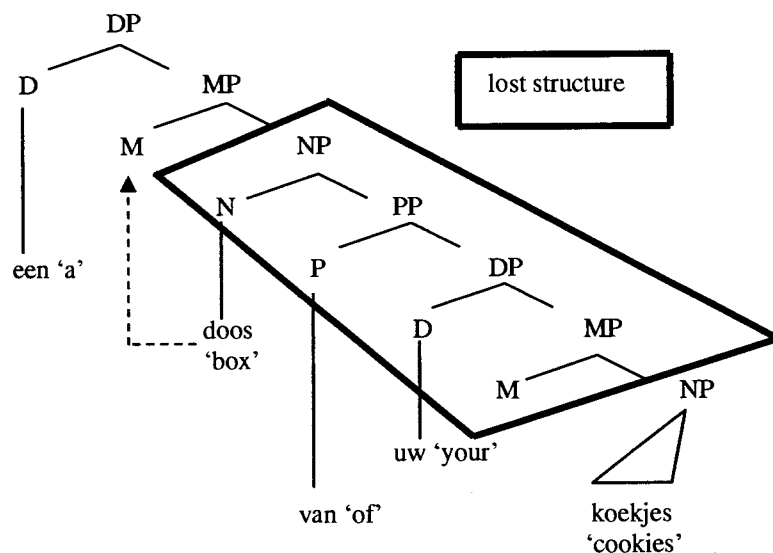 DP
lost structure
D
MP
M
NP
N
PP
een ‘a’
P
DP
doos
‘box’
D
MP
M
NP
uw ‘your’
van ‘of’
koekjes
‘cookies’